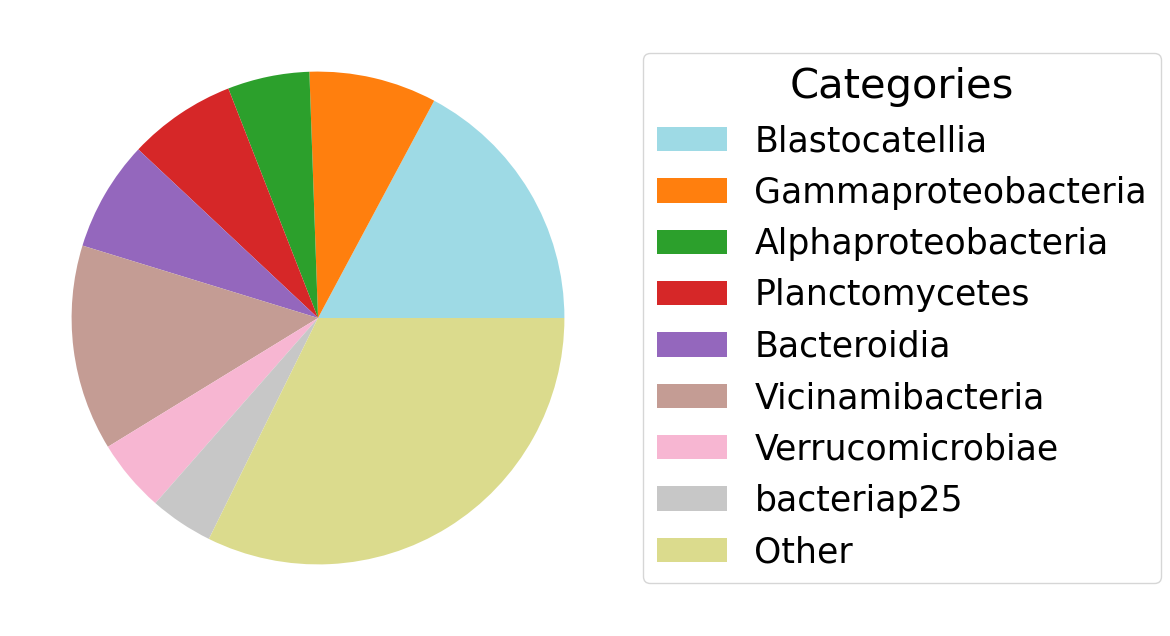 Categories
Blastocatellia
Gammaproteobacteria
Alphaproteobacteria
Planctomycetes
Bacteroidia
Vicinamibacteria
Verrucomicrobiae
bacteriap25
Other